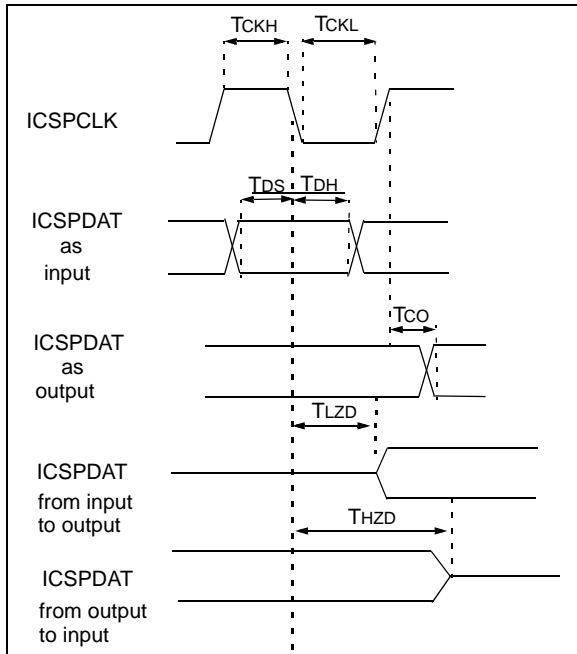 TCKH TCKL
ICSPCLK
TDS TDH
ICSPDAT
as
input
TCO
ICSPDAT
as
output
TLZD
ICSPDAT
from input
to output
THZD
ICSPDAT
from output
to input